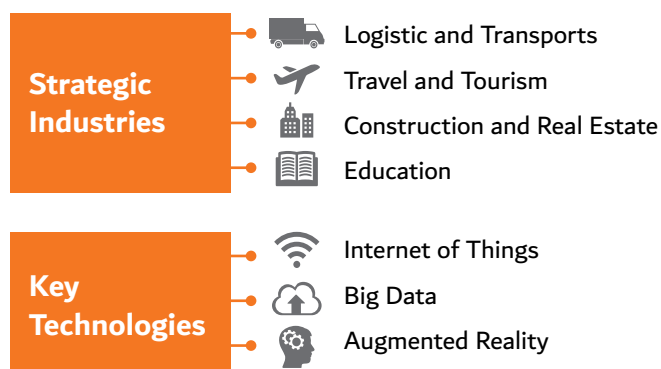 Strategic
Industries
Logistic and Transports
Travel and Tourism
Construction and Real Estate
Education
Key
Technologies
Internet of Things
Big Data
Augmented Reality